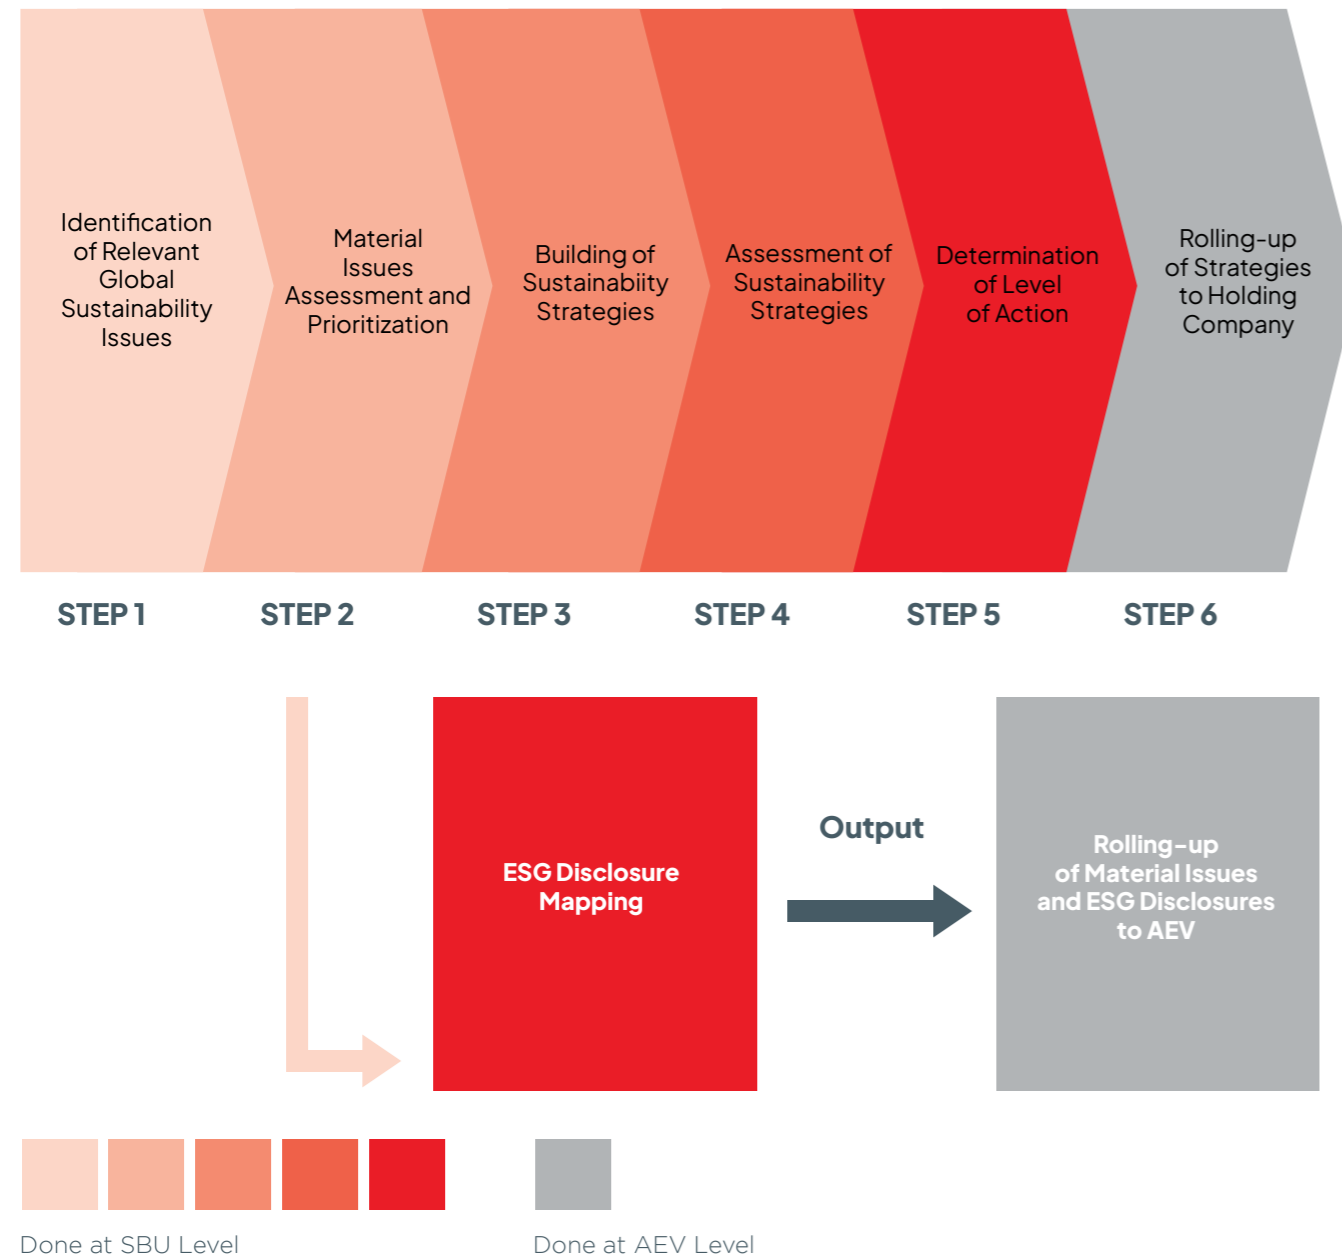 Identification
of Relevant
Global
Sustainability
Issues
Material
Issues
Assessment and
Prioritization
Building of
Sustainabiity
Strategies
Assessment of
Sustainability
Strategies
Determination
of Level
of Action
Rolling-up
of Strategies
to Holding
Company
STEP 1
STEP 2
STEP 3
STEP 4
STEP 5
STEP 6
ESG Disclosure
Mapping
Output
Rolling-up
of Material Issues
and ESG Disclosures
to AEV
Done at SBU Level
Done at AEV Level